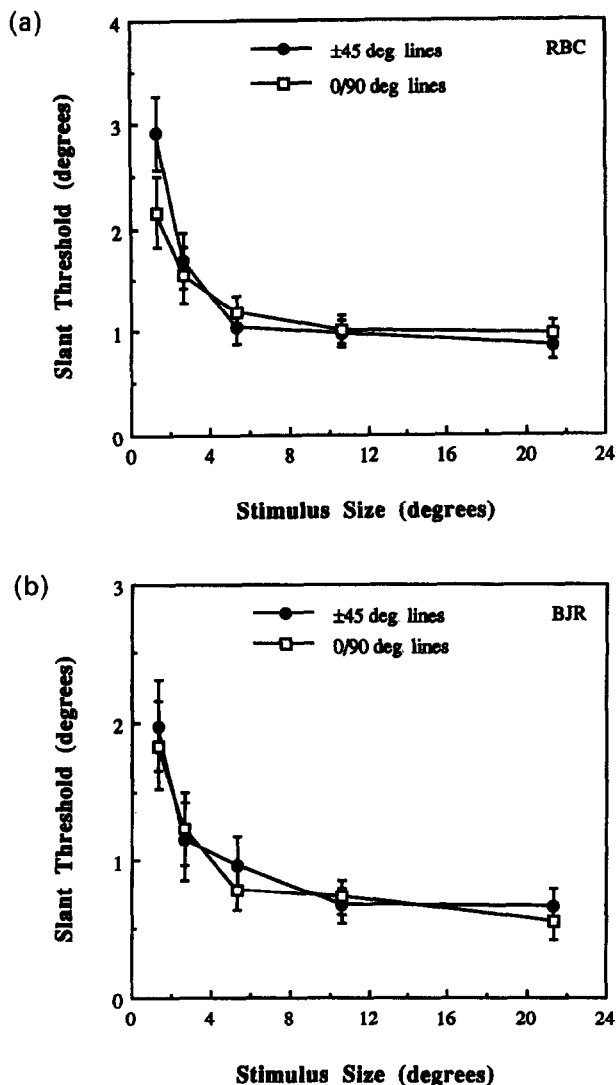 (a)
4
RBC
±45 deg lines
0/90 deg lines
3
2
1
0
Slant Threshold (degrees)
0 4 8 12 16 20 24
Stimulus Size (degrees)
(b)
3
BJR
±45 deg lines
0/90 deg lines
2
1
0
Slant Threshold (degrees)
0 4 8 12 16 20 24
Stimulus Size (degrees)